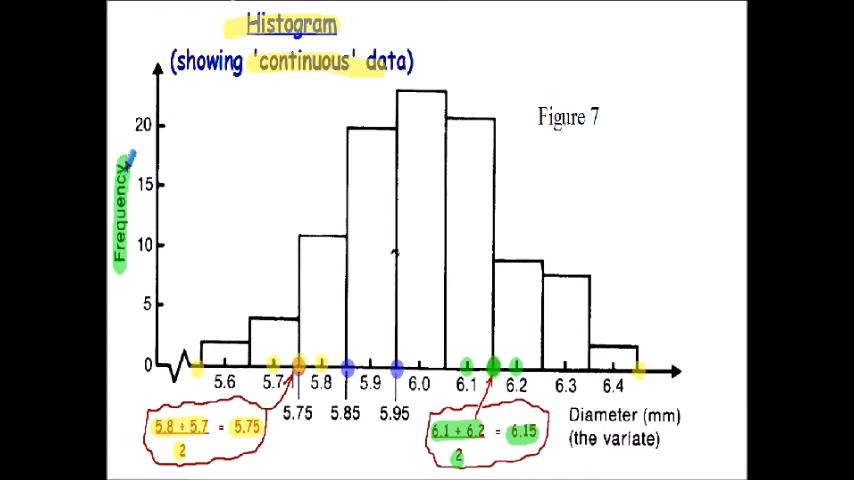 Histogram
(showing 'continuous' data)
Figure 7
Frequency
20
15
10
5
0
5.6 5.7 5.8 5.9 6.0 6.1 6.2 6.3 6.4
5.75 5.85 5.95
Diameter (mm)
(the variate)
5.8 + 5.7 = 5.75
2
6.1 + 6.2 = 6.15
2